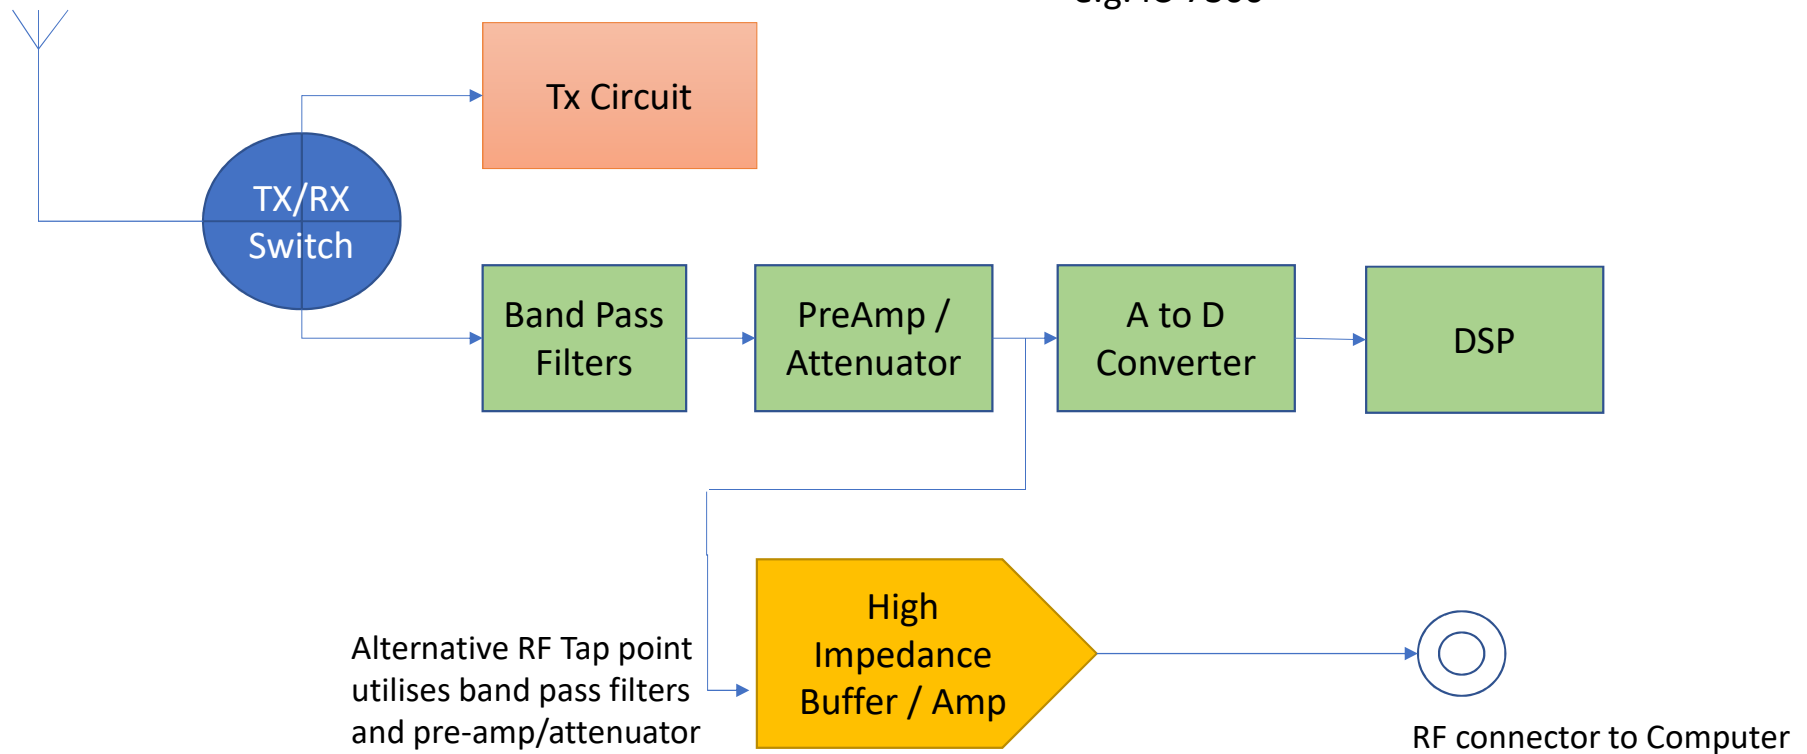 Tx Circuit
TX/RX
Switch
Band Pass
Filters
PreAmp /
Attenuator
A to D
Converter
DSP
High
Impedance
Buffer / Amp
Alternative RF Tap point
utilises band pass filters
and pre-amp/attenuator
RF connector to Computer